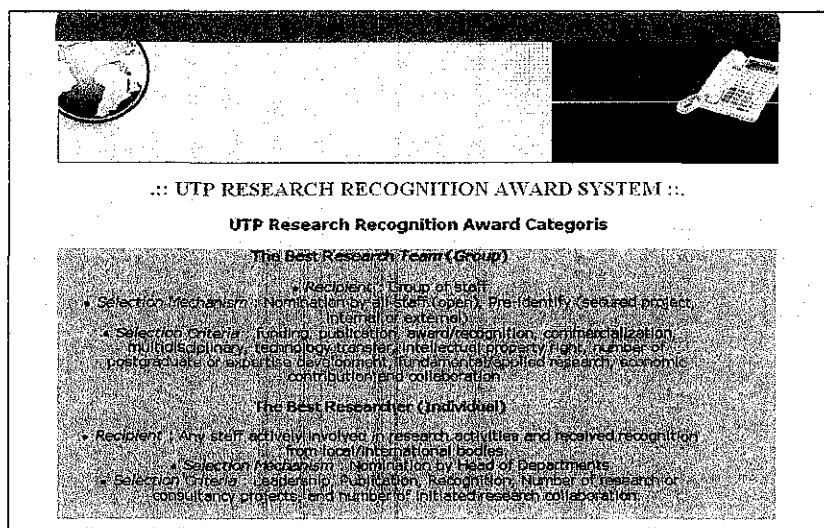 .:: UTP RESEARCH RECOGNITION AWARD SYSTEM ::.
UTP Research Recognition Award Categris
The Best Research Team (Group)
• Recipient : Group of staff
• Selection Mechanism : Nomination by all staff (open), Pre-identify (secured project, internal or external)
• Selection Criteria : funding, publication, award/recognition, commercialization, multidisciplinary, technology transfer, intellectual property right, number of postgraduate or expertise development, fundamental/applied research, economic contribution and collaboration
The Best Researcher (Individual)
• Recipient : Any staff actively involved in research activities and received recognition from local/international bodies
• Selection Mechanism : Nomination by Head of Departments
• Selection Criteria : Leadership, Publication, Recognition, Number of research or consultancy projects, and number of initiated research collaboration.